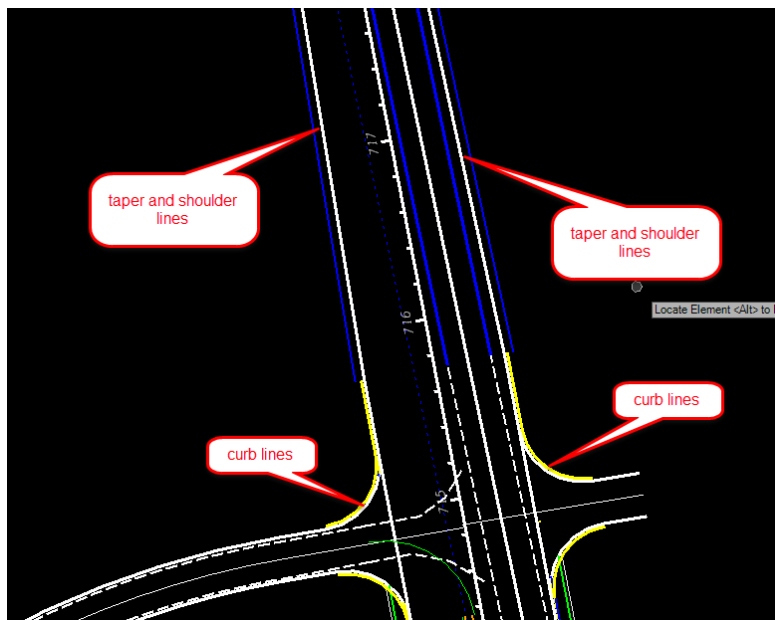 717
taper and shoulder
lines
taper and shoulder
lines
716
Locate Element <Alt> to
curb lines
curb lines
715